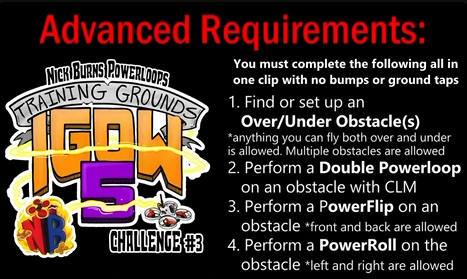 Advanced Requirements:
NICK BURNS POWERLOOPS
TRAINING GROUNDS
IGOW
5
NB
CHALLENGE #3
You must complete the following all in
one clip with no bumps or ground taps
1. Find or set up an
Over/Under Obstacle(s)
*anything you can fly both over and under
is allowed. Multiple obstacles are allowed
2. Perform a Double Powerloop
on an obstacle with CLM
3. Perform a PowerFlip on an
obstacle *front and back are allowed
4. Perform a PowerRoll on the
obstacle *left and right are allowed